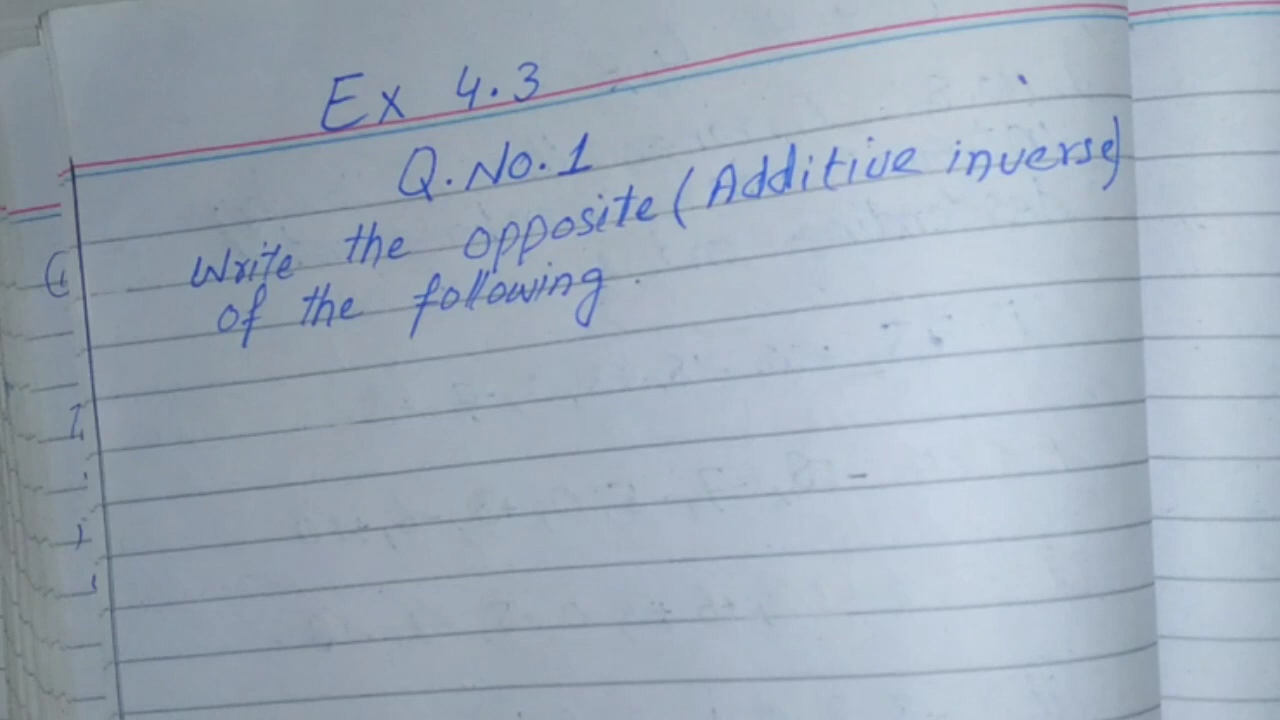 Ex 4.3
Q.No.1
Write the opposite (Additive inverse)
of the following.